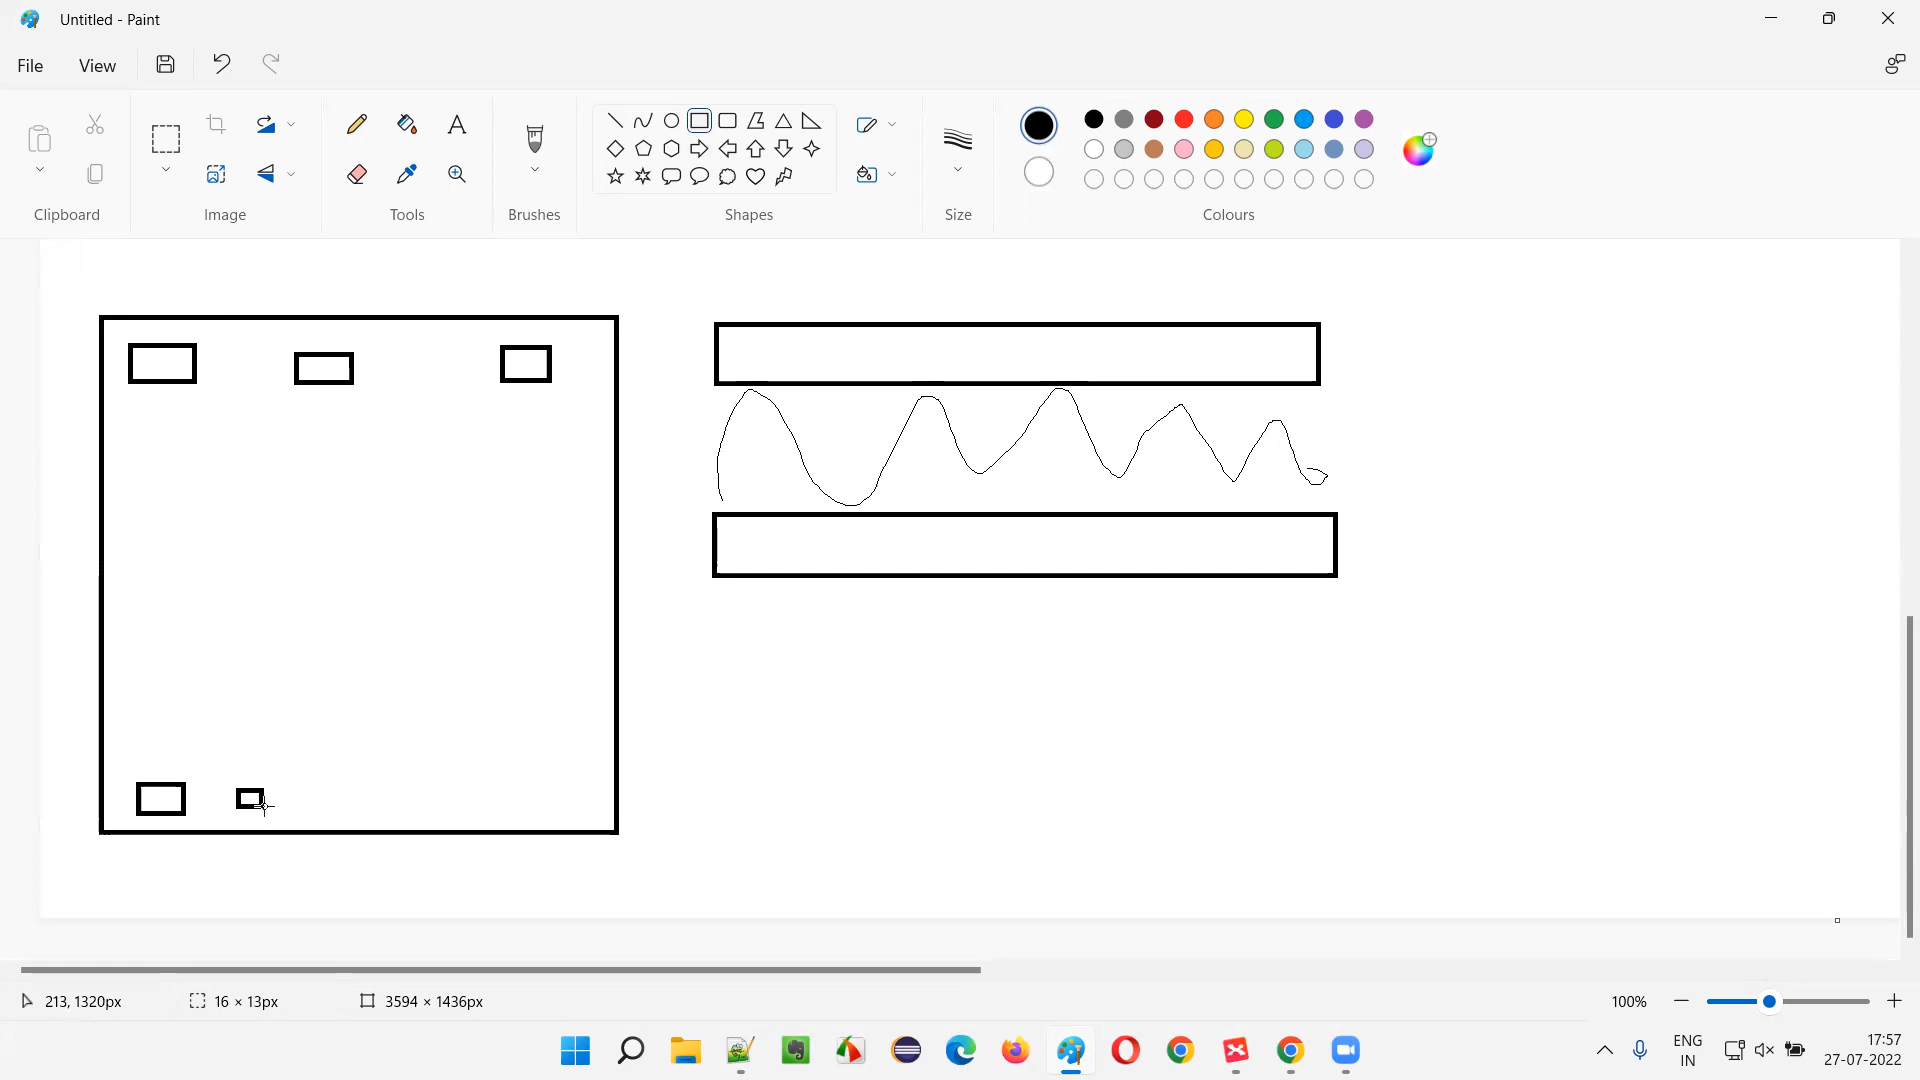 Untitled - Paint
File View
Clipboard Image Tools Brushes Shapes Size Colours
213, 1320px 16 × 13px 3594 × 1436px 100%
ENG 17:57
IN 27-07-2022